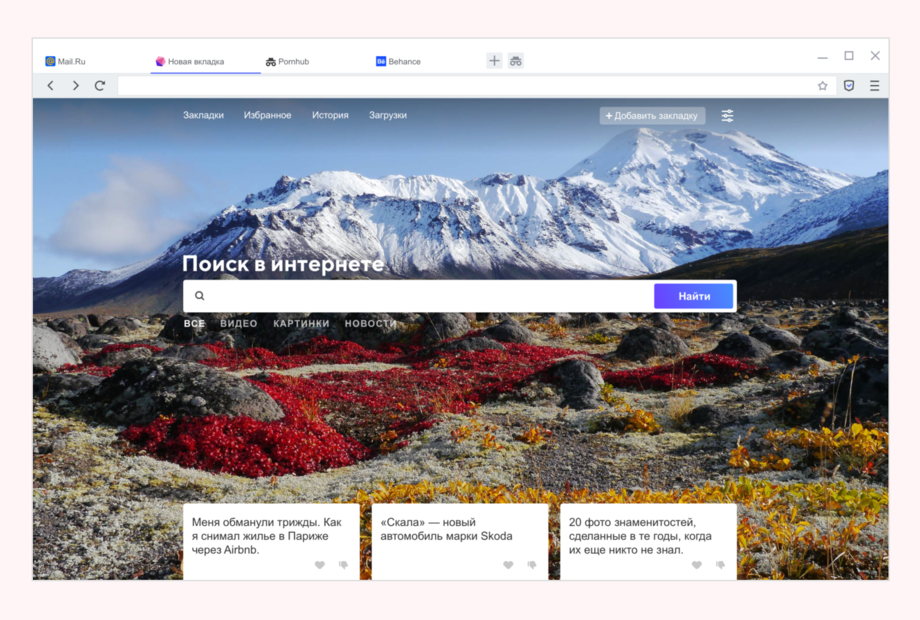 Mail.Ru
Новая вкладка
Pornhub
Bē Behance
Закладки Избранное История Загрузки
+ Добавить закладку
Поиск в интернете
Найти
ВСЕ ВИДЕО КАРТИНКИ НОВОСТИ
Меня обманули трижды. Как
я снимал жилье в Париже
через Airbnb.
«Скала» — новый
автомобиль марки Skoda
20 фото знаменитостей,
сделанные в те годы, когда
их еще никто не знал.